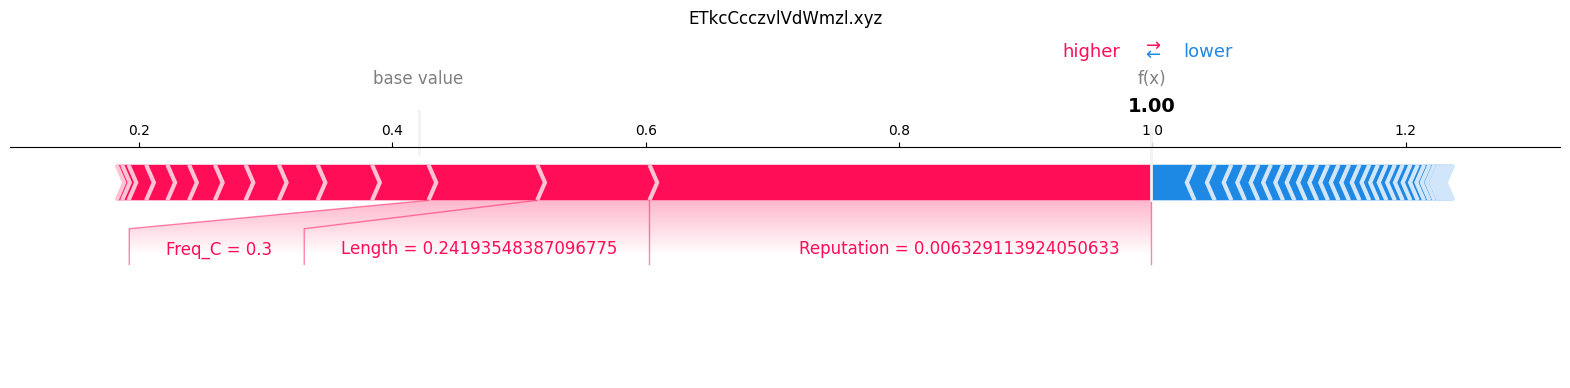 ETkcCcczvlVdWmzl.xyz
higher ⇄ lower
base value f(x)
1.00
0.2 0.4 0.6 0.8 1.0 1.2
Freq_C = 0.3 Length = 0.24193548387096775 Reputation = 0.006329113924050633